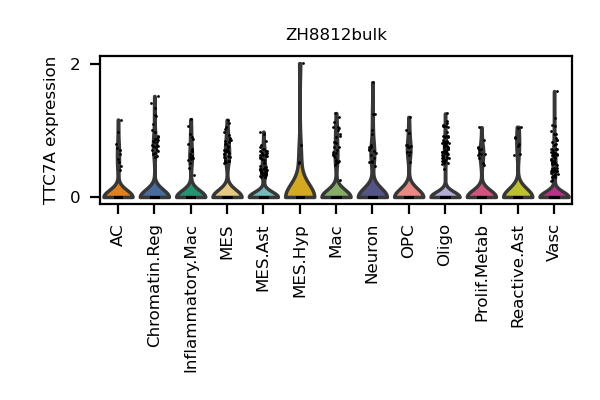 ZH8812bulk
TTC7A expression
2
0
AC
Chromatin.Reg
Inflammatory.Mac
MES
MES.Ast
MES.Hyp
Mac
Neuron
OPC
Oligo
Prolif.Metab
Reactive.Ast
Vasc